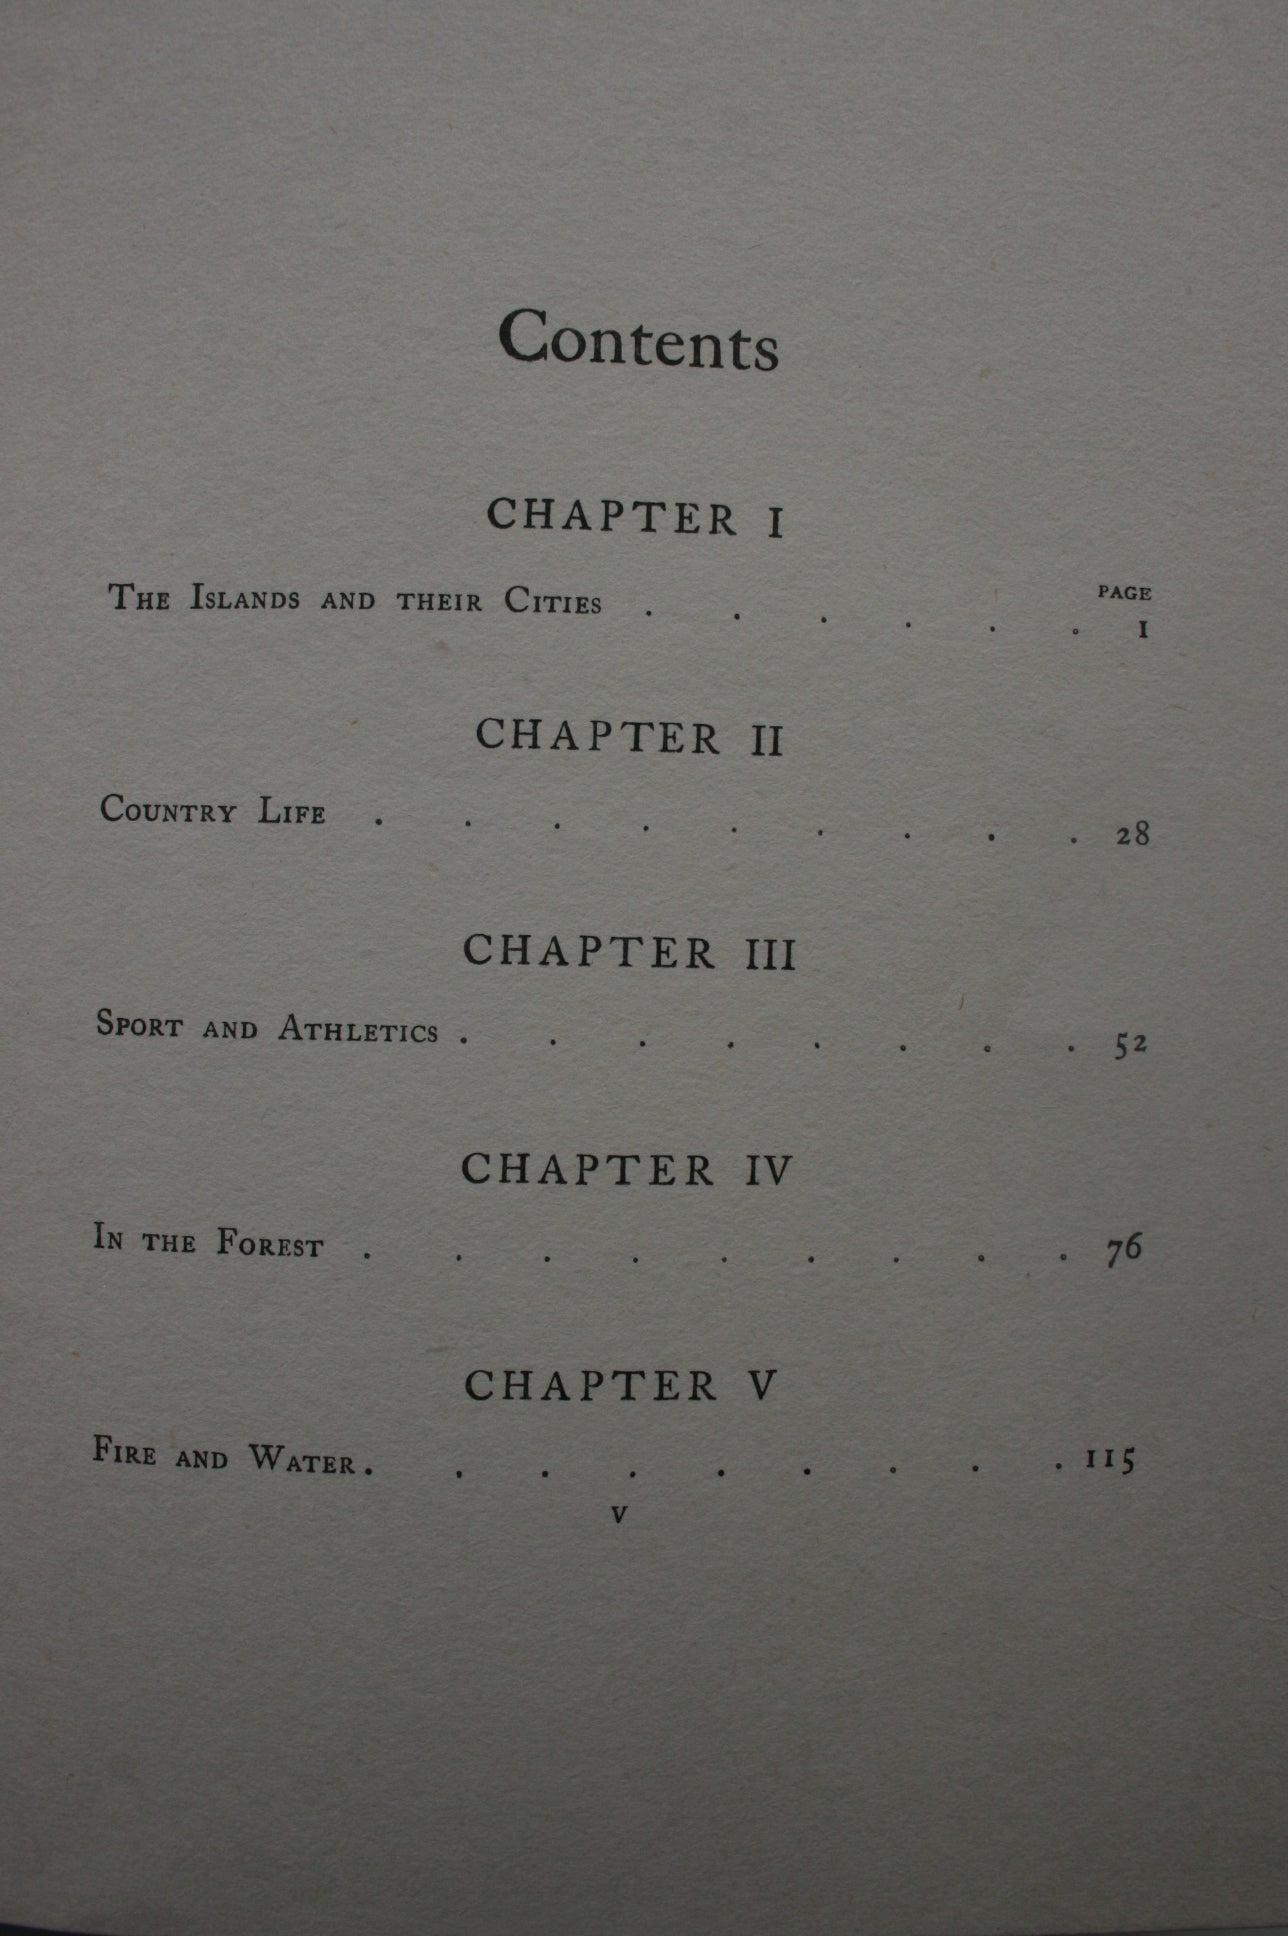 Contents
CHAPTER I
PAGE
The Islands and their Cities . . . . . . 1
CHAPTER II
Country Life . . . . . . . . . 28
CHAPTER III
Sport and Athletics . . . . . . . . 52
CHAPTER IV
In the Forest . . . . . . . . . 76
CHAPTER V
Fire and Water . . . . . . . . . 115
v